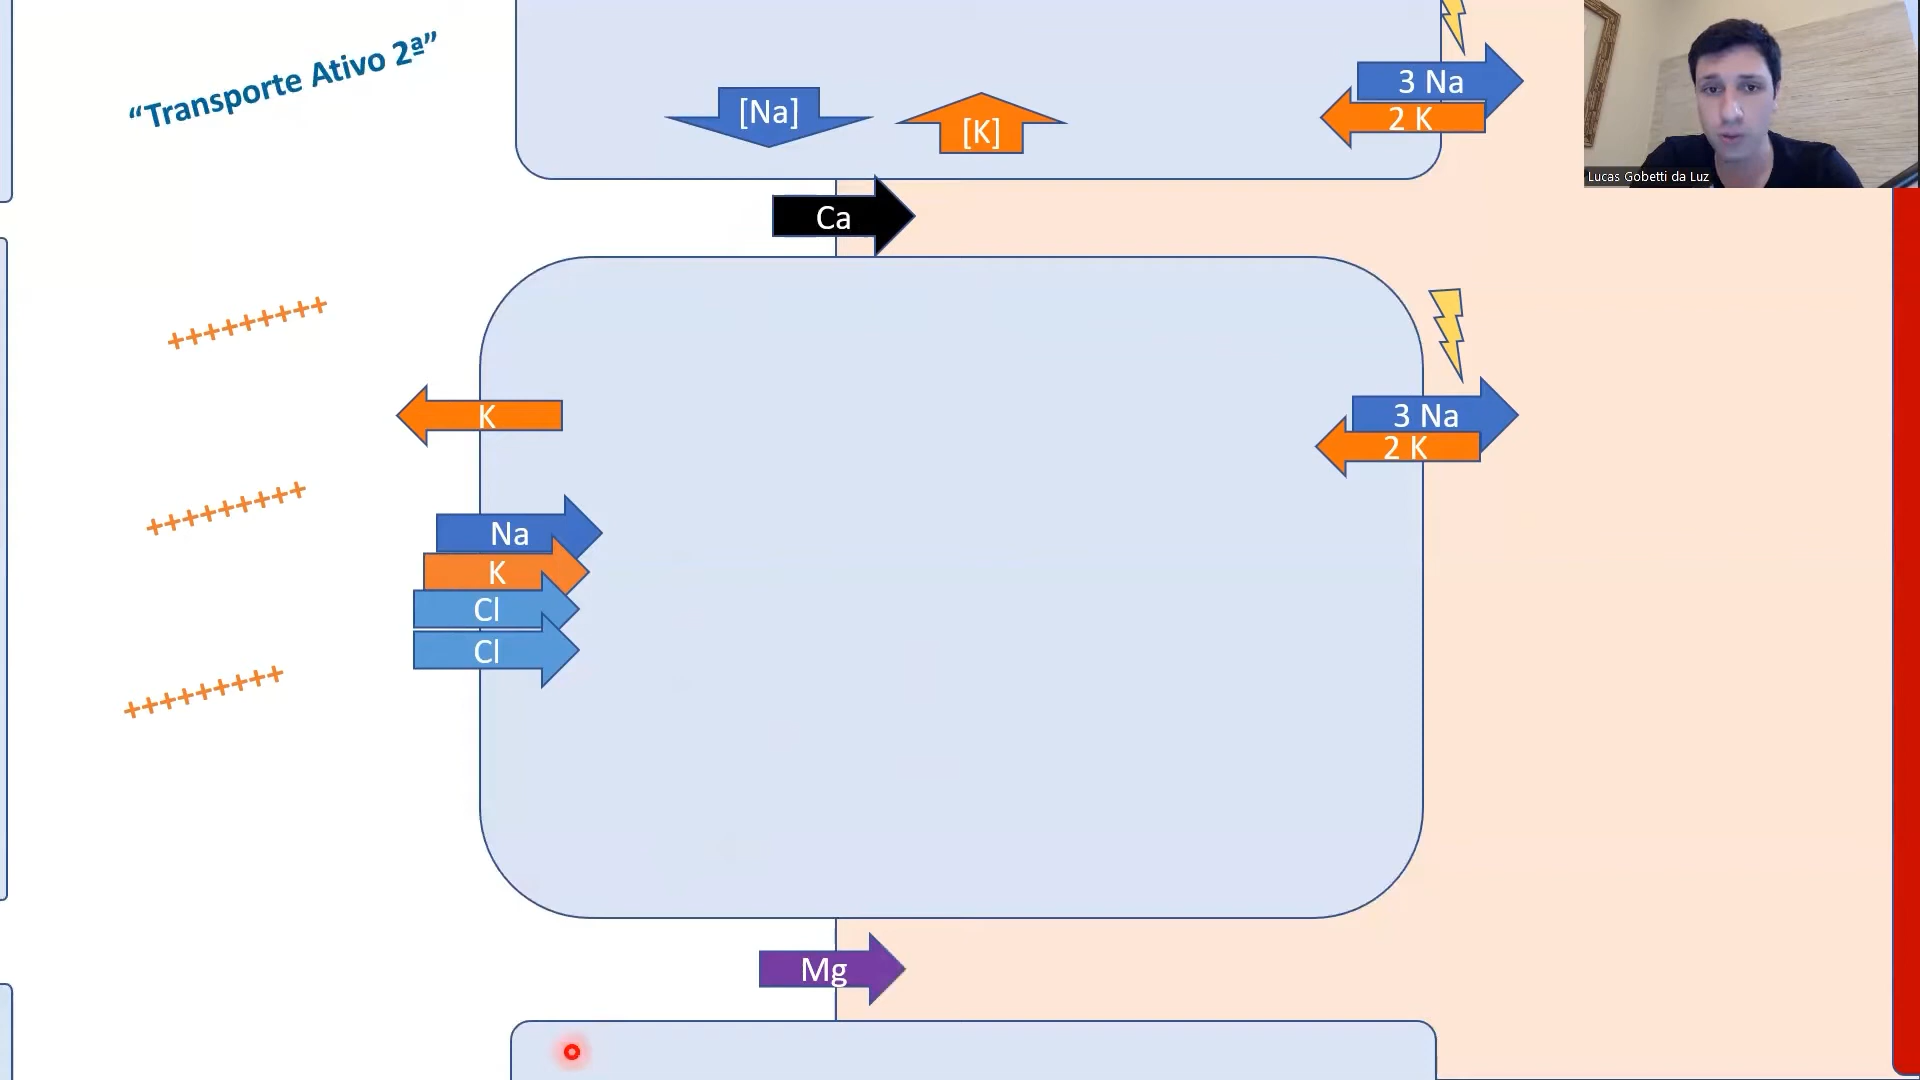 “Transporte Ativo 2ª”
[Na]
[K]
3 Na
2 K
Lucas Gobetti da Luz
Ca
++++++++++
K
3 Na
2 K
+++++++++
Na
K
Cl
Cl
+++++++++
Mg